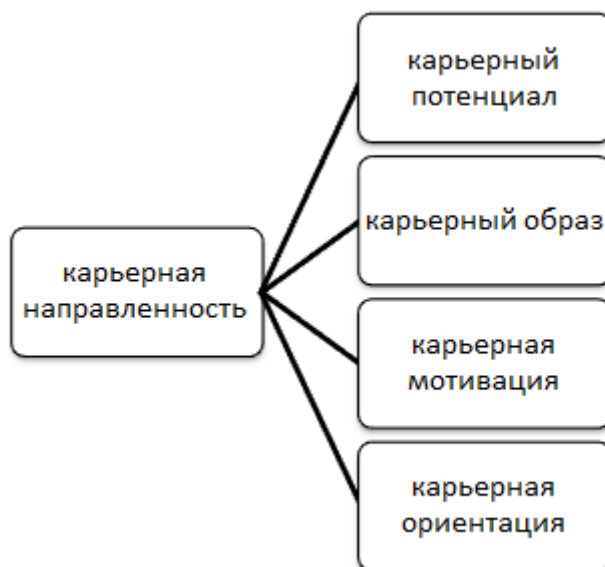 карьерный
потенциал
карьерный образ
карьерная
направленность
карьерная
мотивация
карьерная
ориентация